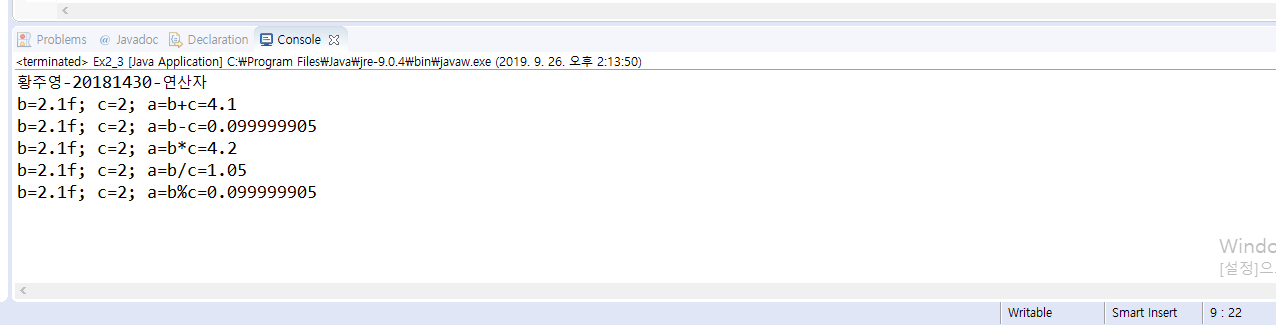 Problems @ Javadoc Declaration Console
<terminated> Ex2_3 [Java Application] C:₩Program Files₩Java₩jre-9.0.4₩bin₩javaw.exe (2019. 9. 26. 오후 2:13:50)
황주영-20181430-연산자
b=2.1f; c=2; a=b+c=4.1
b=2.1f; c=2; a=b-c=0.099999905
b=2.1f; c=2; a=b*c=4.2
b=2.1f; c=2; a=b/c=1.05
b=2.1f; c=2; a=b%c=0.099999905
[설정]으
Writable Smart Insert 9 : 22